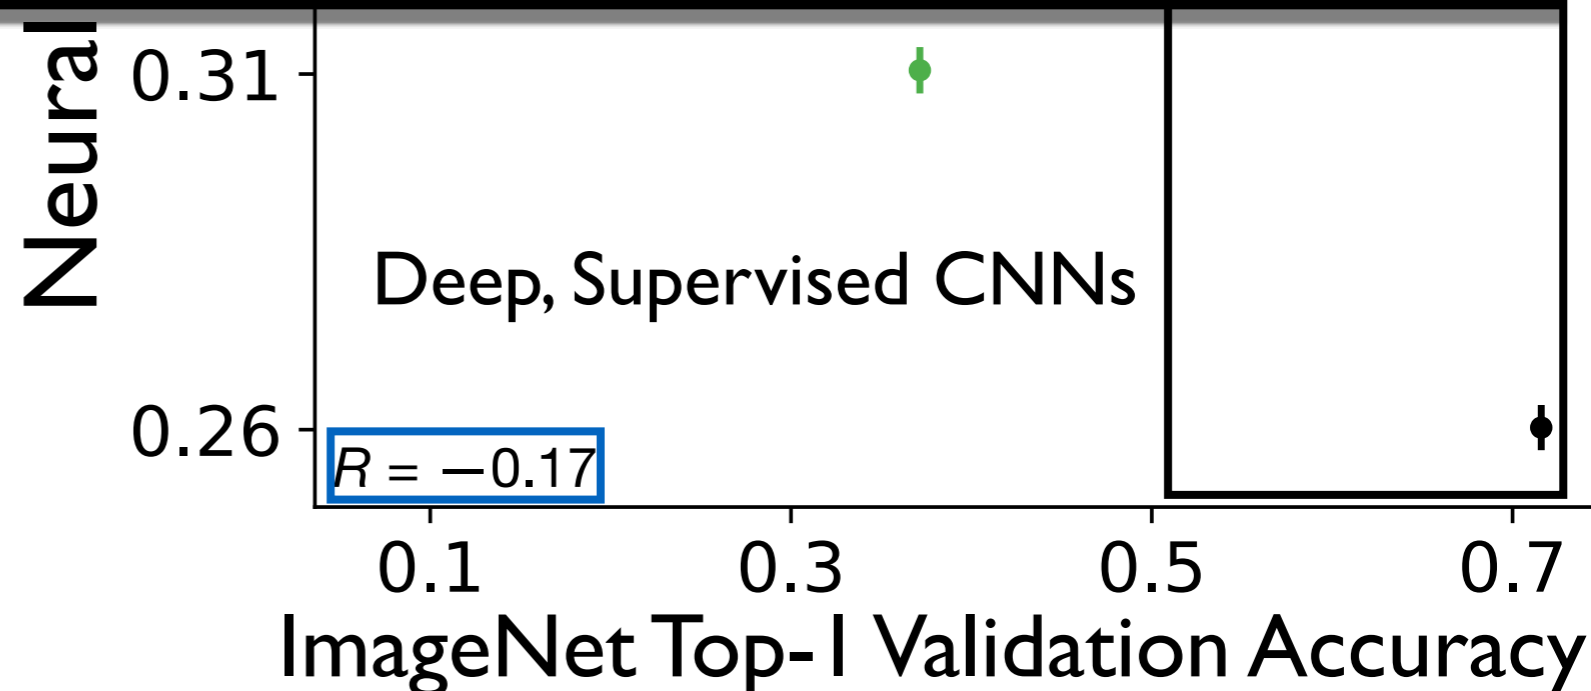 Neural
0.31
Deep, Supervised CNNs
0.26
R = −0.17
0.1 0.3 0.5 0.7
ImageNet Top-1 Validation Accuracy